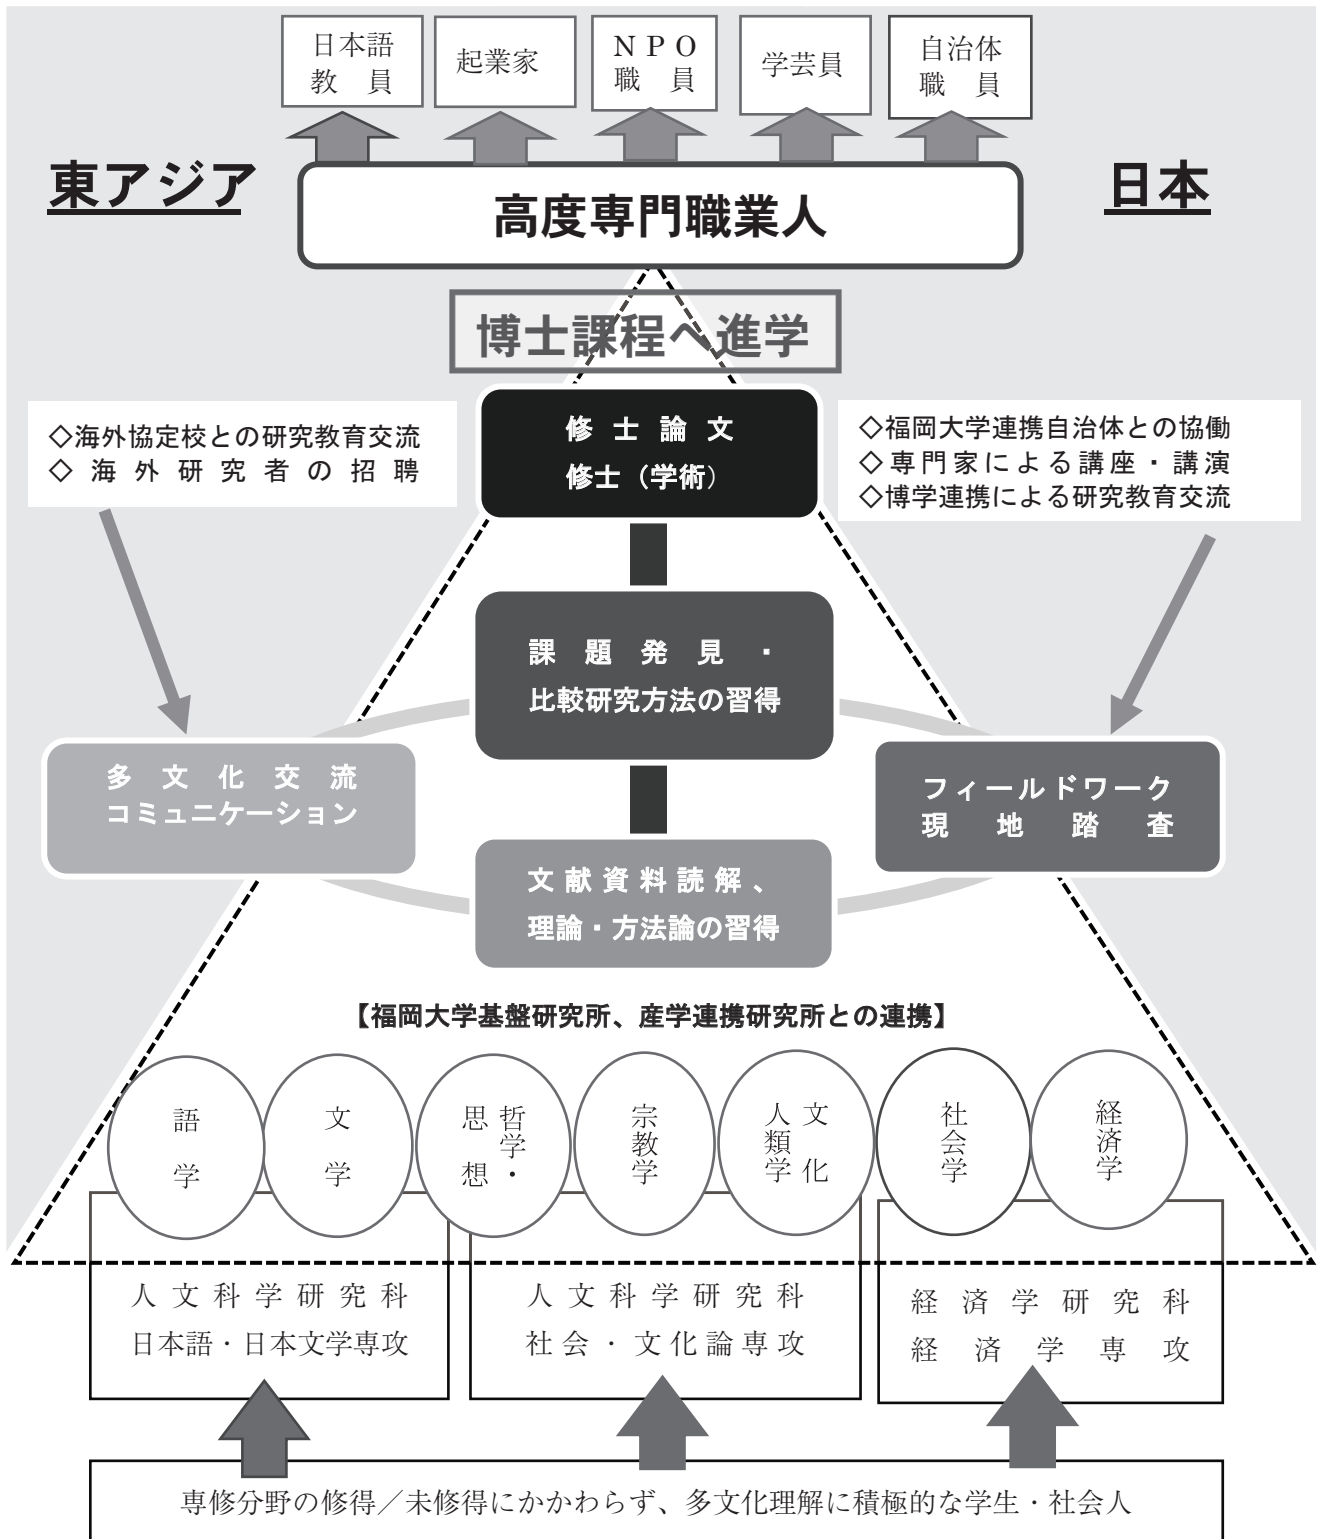 日本語
教員
起業家
NPO
職員
学芸員
自治体
職員
東アジア
日本
高度専門職業人
博士課程へ進学
◇海外協定校との研究教育交流
◇海外研究者の招聘
修士論文
修士（学術）
◇福岡大学連携自治体との協働
◇専門家による講座・講演
◇博学連携による研究教育交流
課題発見・
比較研究方法の習得
多文化交流
コミュニケーション
フィールドワーク
現地踏査
文献資料読解、
理論・方法論の習得
【福岡大学基盤研究所、産学連携研究所との連携】
語学
文学
哲学・
思想
宗教学
文化
人類学
社会学
経済学
人文科学研究科
日本語・日本文学専攻
人文科学研究科
社会・文化論専攻
経済学研究科
経済学専攻
専修分野の修得／未修得にかかわらず、多文化理解に積極的な学生・社会人